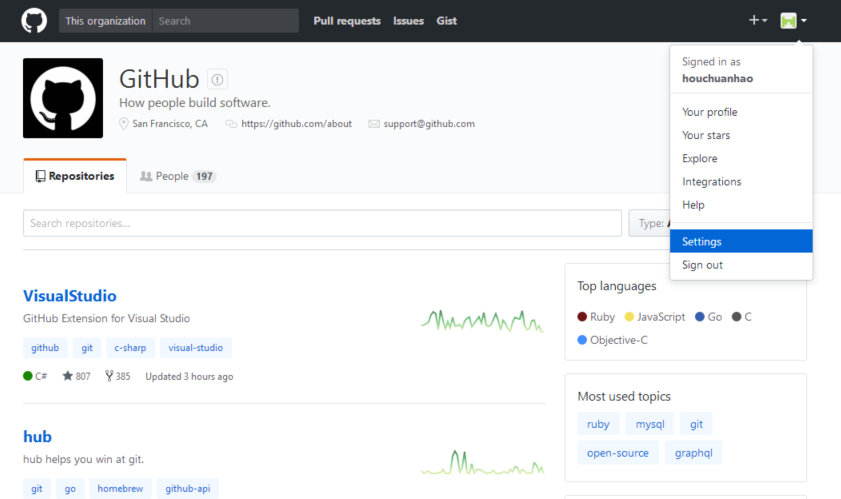 This organization Search Pull requests Issues Gist
Signed in as
houchuanhao
Your profile
Your stars
Explore
Integrations
Help
Settings
Sign out
GitHub
How people build software.
San Francisco, CA https://github.com/about support@github.com
Repositories People 197
Search repositories... Type:
VisualStudio
GitHub Extension for Visual Studio
github git c-sharp visual-studio
C# 807 385 Updated 3 hours ago
hub
hub helps you win at git.
git go homebrew github-api
Top languages
Ruby JavaScript Go C
Objective-C
Most used topics
ruby mysql git
open-source graphql